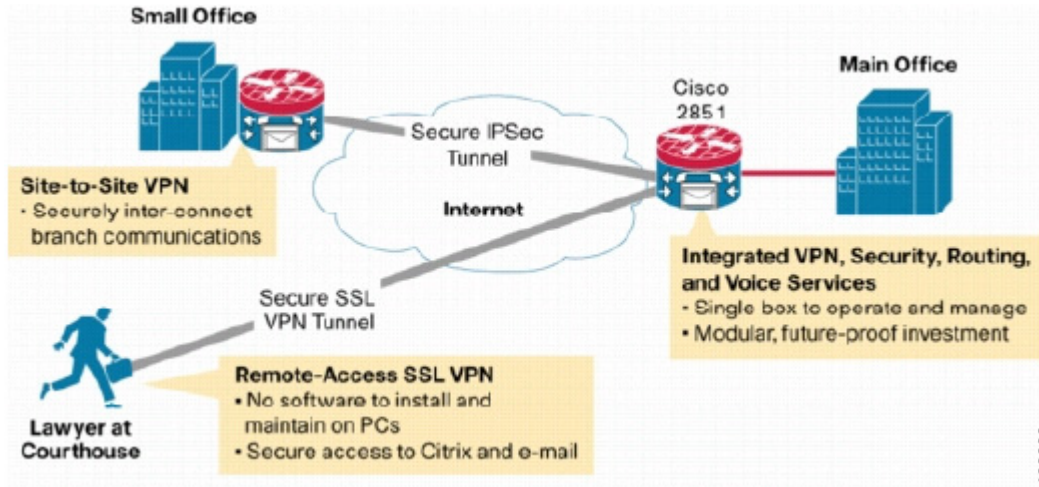 Small Office
Main Office
Cisco
2851
Secure IPSec
Tunnel
Internet
Site-to-Site VPN
- Securely inter-connect
branch communications
Integrated VPN, Security, Routing,
and Voice Services
- Single box to operate and manage
▪ Modular, future-proof investment
Secure SSL
VPN Tunnel
Remote-Access SSL VPN
▪ No software to install and
maintain on PCs
▪ Secure access to Citrix and e-mail
Lawyer at
Courthouse